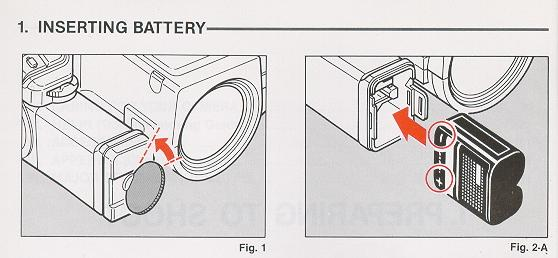 1. INSERTING BATTERY
Fig. 1
Fig. 2-A